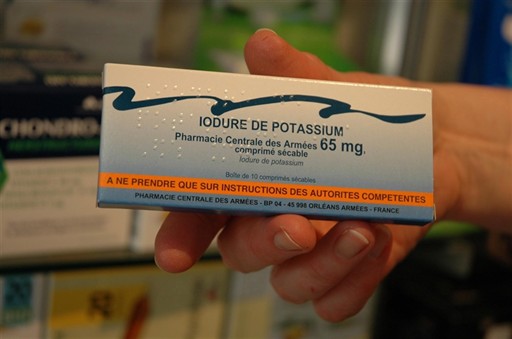 CHONDRO-
IODURE DE POTASSIUM
Pharmacie Centrale des Armées 65 mg,
comprimé sécable
Iodure de potassium
Boîte de 10 comprimés sécables
A NE PRENDRE QUE SUR INSTRUCTIONS DES AUTORITES COMPETENTES
PHARMACIE CENTRALE DES ARMÉES - BP 04 - 45 998 ORLÉANS ARMÉES - FRANCE